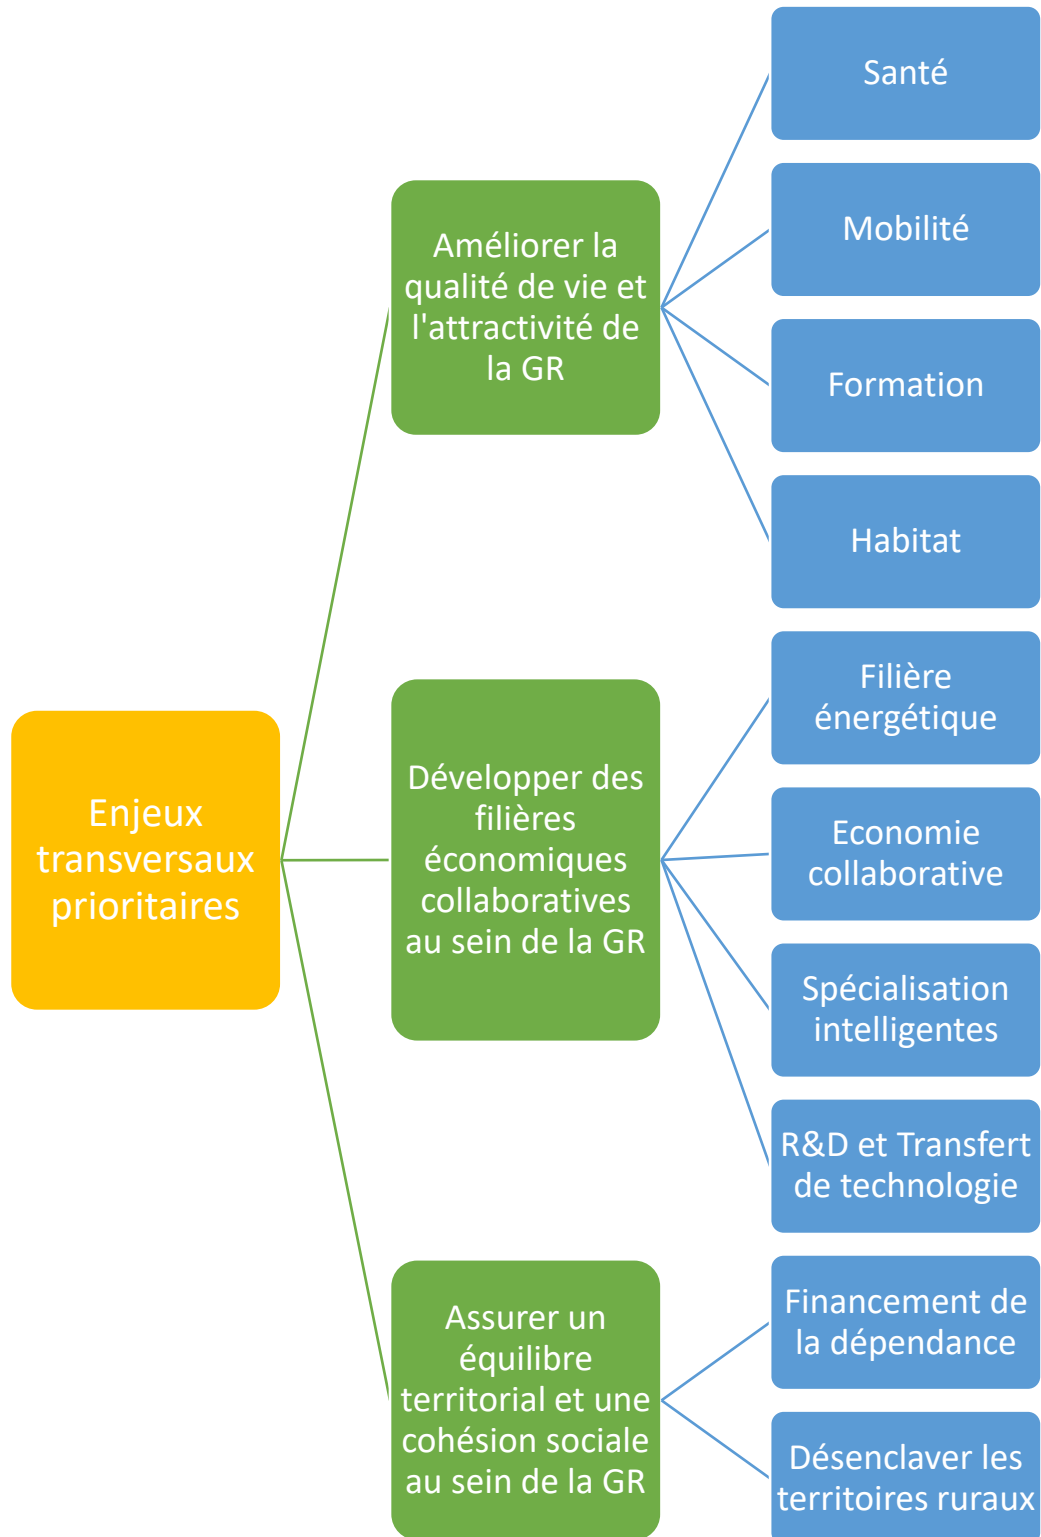 Enjeux
transversaux
prioritaires
Améliorer la
qualité de vie et
l'attractivité de
la GR
Santé
Mobilité
Formation
Habitat
Développer des
filières
économiques
collaboratives
au sein de la GR
Filière
énergétique
Economie
collaborative
Spécialisation
intelligentes
R&D et Transfert
de technologie
Assurer un
équilibre
territorial et une
cohésion sociale
au sein de la GR
Financement de
la dépendance
Désenclaver les
territoires ruraux